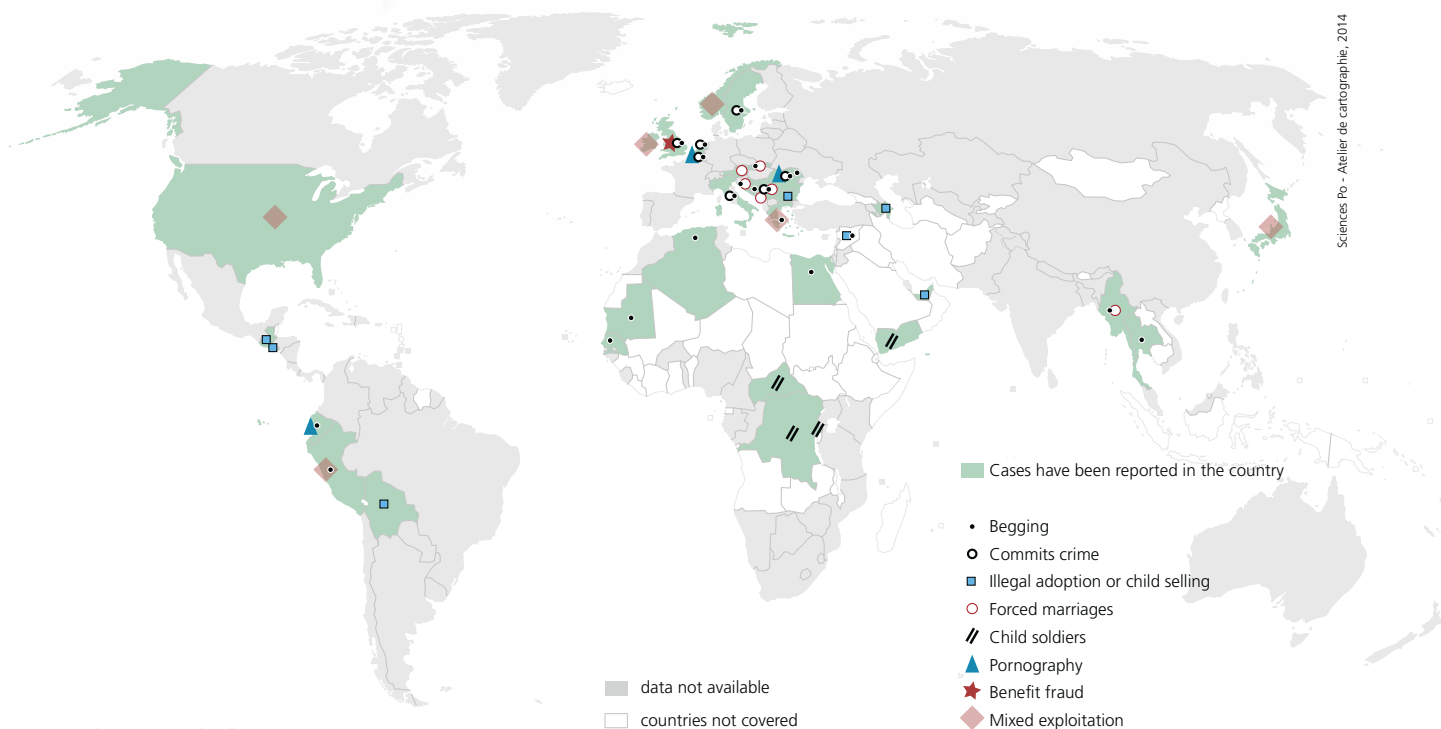 Sciences Po - Atelier de cartographie, 2014
Cases have been reported in the country
Begging
Commits crime
Illegal adoption or child selling
Forced marriages
Child soldiers
Pornography
Benefit fraud
Mixed exploitation
data not available
countries not covered